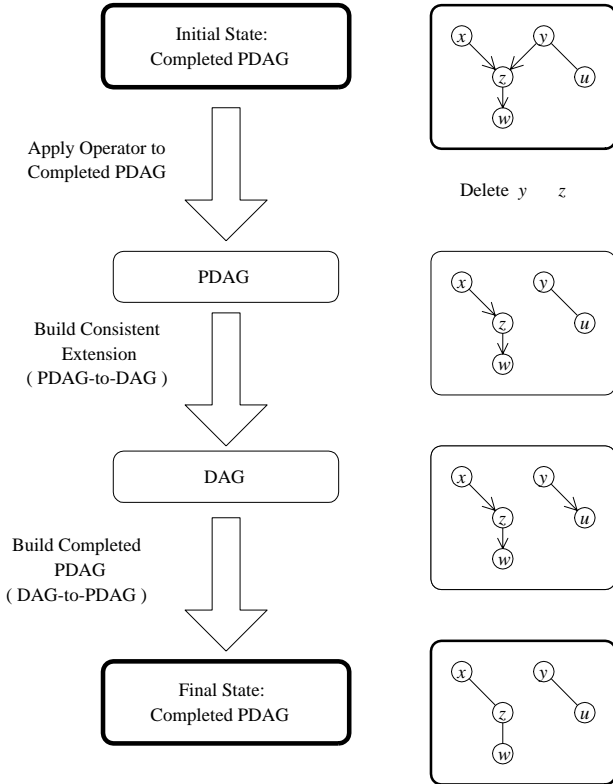 Initial State:
Completed PDAG
x
y
z
u
w
Apply Operator to
Completed PDAG
Delete y z
PDAG
x
y
z
u
w
Build Consistent
Extension
( PDAG-to-DAG )
DAG
x
y
z
u
w
Build Completed
PDAG
( DAG-to-PDAG )
Final State:
Completed PDAG
x
y
z
u
w